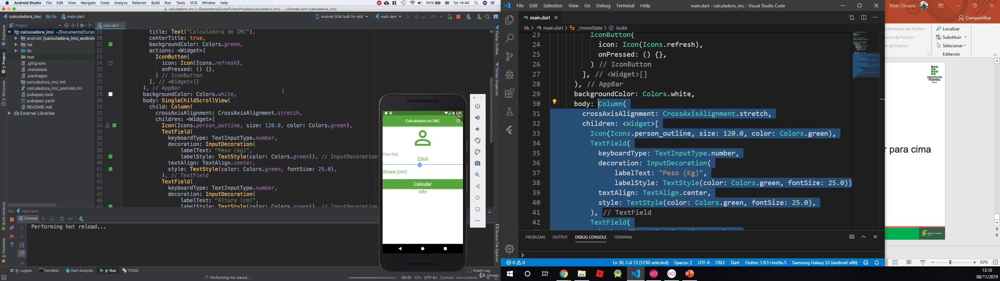 Android Studio File Edit View Navigate Code Analyze Refactor Build Run Tools VCS Window Help 100% Ter 14:44
calculadora_imc [~/Documents/CursoFlutter/Projetos/calculadora_imc] - .../lib/main.dart [calculadora_imc]
calculadora_imc lib main.dart Android SDK built for x86 main.dart
Project main.dart
calculadora_imc ~/Documents/Curso
android [calculadora_imc_androi
ios
lib
test
.gitignore
.metadata
.packages
calculadora_imc.iml
calculadora_imc_android.iml
pubspec.lock
pubspec.yaml
README.md
External Libraries
Captures
1: Project
Z: Structure
Build Variants
2: Favorites
19 title: Text("Calculadora de IMC"),
20 centerTitle: true,
21 backgroundColor: Colors.green,
22 actions: <Widget>[
23 IconButton(
24 icon: Icon(Icons.refresh),
25 onPressed: () {},
26 ) // IconButton
27 ], // <Widget>[]
28 ), // AppBar
29 backgroundColor: Colors.white,
30 body: SingleChildScrollView(
31 child: Column(
32 crossAxisAlignment: CrossAxisAlignment.stretch,
33 children: <Widget>[
34 Icon(Icons.person_outline, size: 120.0, color: Colors.green),
35 TextField(
36 keyboardType: TextInputType.number,
37 decoration: InputDecoration(
38 labelText: "Peso (kg)",
39 labelStyle: TextStyle(color: Colors.green)), // InputDecoration
40 textAlign: TextAlign.center,
41 style: TextStyle(color: Colors.green, fontSize: 25.0),
42 ), // TextField
43 TextField(
44 keyboardType: TextInputType.number,
45 decoration: InputDecoration(
46 labelText: "Altura (cm)",
47 labelStyle: TextStyle(color: Colors.green)), // InputDecoration
Flutter Outline
Flutter Inspector
Device File Explorer
Calculadora de IMC
Peso (kg)
2369
Altura (cm)
Calcular
Info
Run main.dart
Console
Performing hot reload...
6: Logcat Terminal Dart Analysis 4: Run TODO Event Log
Performing hot reload... 59:15 LF÷ UTF-8÷ Context: <no context>
Udemy
File Edit Selection View Go Debug Terminal Help main.dart - calculadora_imc - Visual Studio Code
main.dart
lib > main.dart > _HomeState > build
23 IconButton(
24 icon: Icon(Icons.refresh),
25 onPressed: () {},
26 ) // IconButton
27 ], // <Widget>[]
28 ), // AppBar
29 backgroundColor: Colors.white,
30 body: Column(
31 crossAxisAlignment: CrossAxisAlignment.stretch,
32 children: <Widget>[
33 Icon(Icons.person_outline, size: 120.0, color: Colors.green),
34 TextField(
35 keyboardType: TextInputType.number,
36 decoration: InputDecoration(
37 labelText: "Peso (Kg)",
38 labelStyle: TextStyle(color: Colors.green, fontSize: 25.0))
39 textAlign: TextAlign.center,
40 style: TextStyle(color: Colors.green, fontSize: 25.0),
41 ), // TextField
42 TextField(
PROBLEMS OUTPUT DEBUG CONSOLE TERMINAL
0 0 Ln 30, Col 13 (1230 selected) Spaces: 2 UTF-8 CRLF Dart Flutter: 1.9.1+hotfix.5 Samsung Galaxy S3 (android-x86)
Rildo Oliveira
Compartilhar
chimento da Forma Localizar
orno da Forma Substituir
s de Forma Selecionar
Editando
INSTITUTO
FEDERAL
Piauí
r para cima
INSTITUTO FEDERAL
82%
13:10
08/11/2019